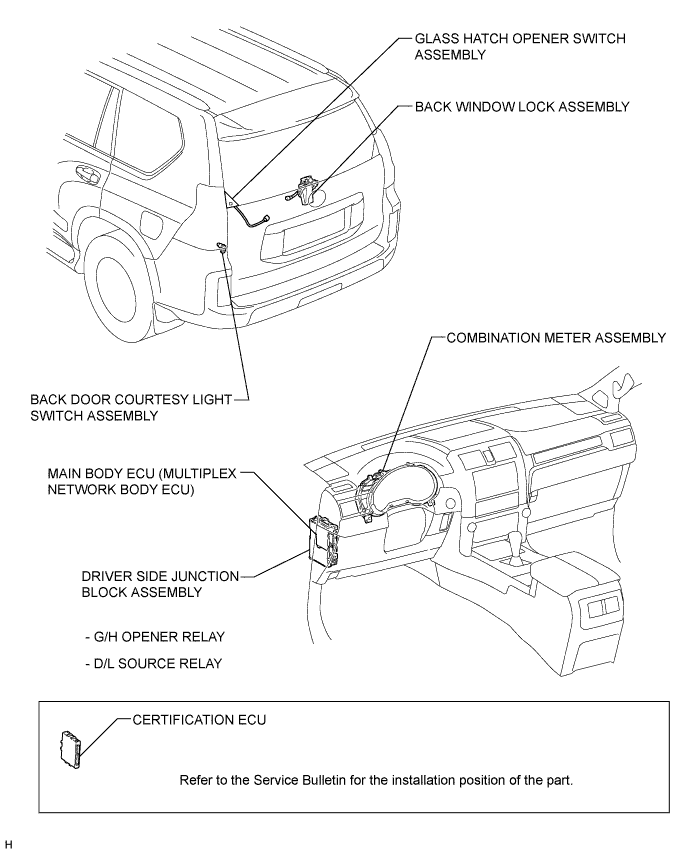 GLASS HATCH OPENER SWITCH
ASSEMBLY
BACK WINDOW LOCK ASSEMBLY
COMBINATION METER ASSEMBLY
BACK DOOR COURTESY LIGHT
SWITCH ASSEMBLY
MAIN BODY ECU (MULTIPLEX
NETWORK BODY ECU)
DRIVER SIDE JUNCTION
BLOCK ASSEMBLY
- G/H OPENER RELAY
- D/L SOURCE RELAY
CERTIFICATION ECU
Refer to the Service Bulletin for the installation position of the part.
H